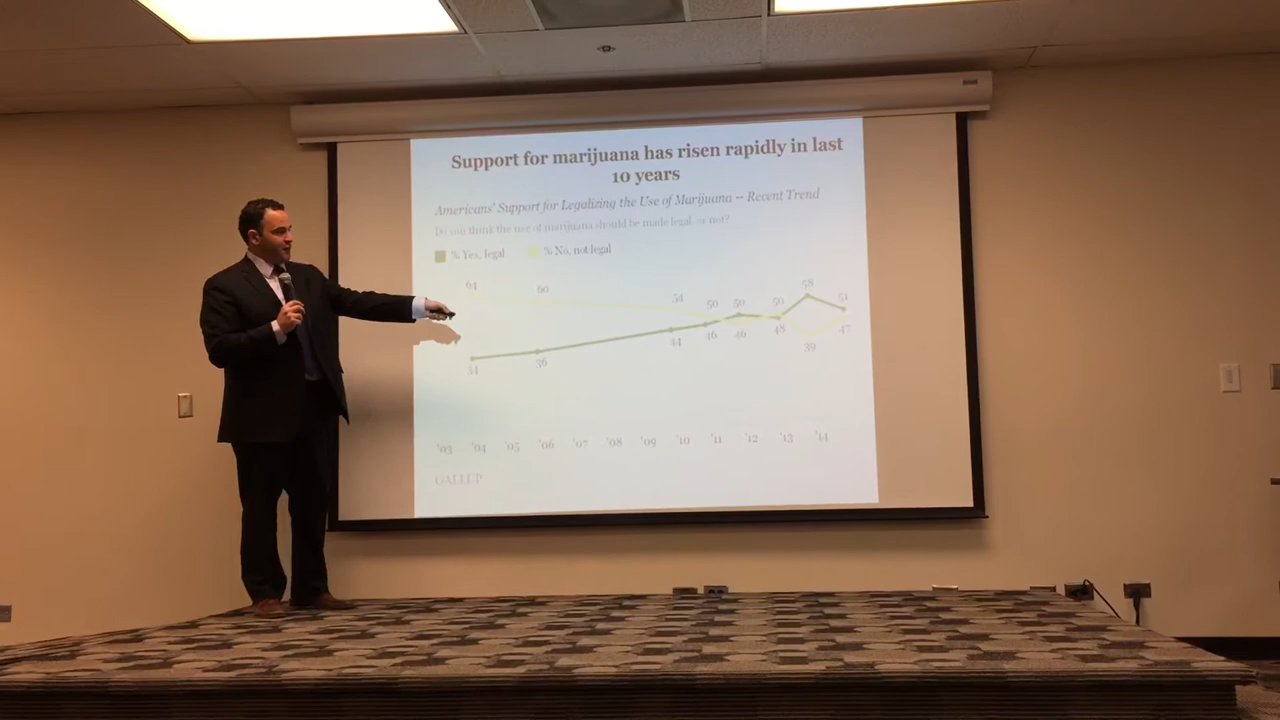 Support for marijuana has risen rapidly in last
10 years
Americans' Support for Legalizing the Use of Marijuana -- Recent Trend
Do you think the use of marijuana should be made legal, or not?
% Yes, legal % No, not legal
64 60 54 50 50 50 58 51
34 36 44 46 46 48 39 47
'03 '04 '05 '06 '07 '08 '09 '10 '11 '12 '13 '14
GALLUP